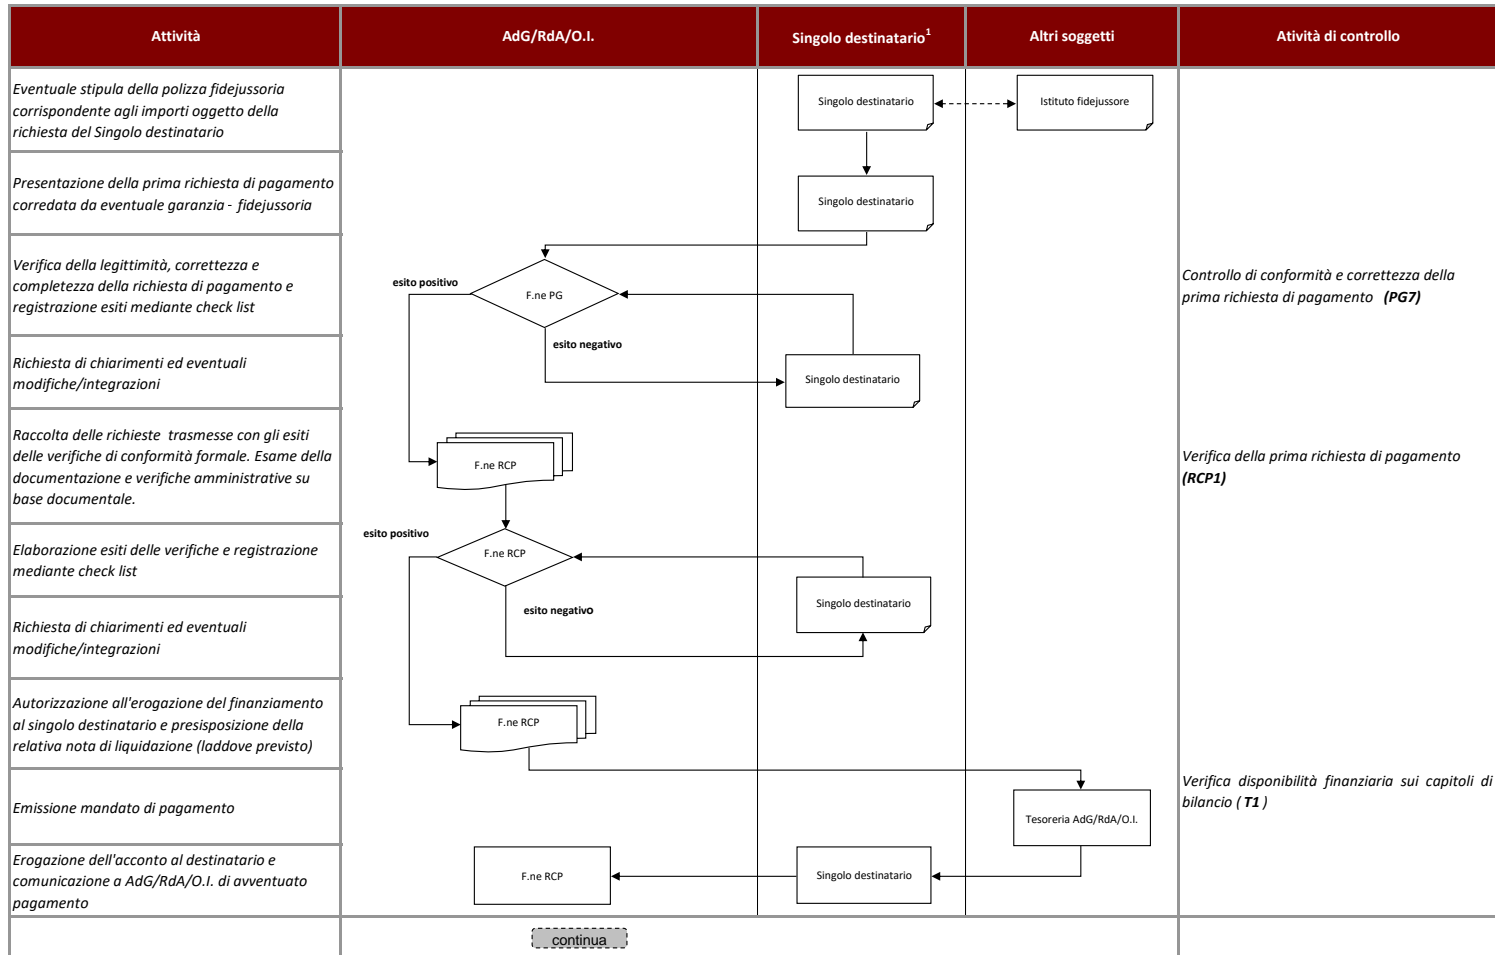 Attività
AdG/RdA/O.I.
Singolo destinatario1
Altri soggetti
Atività di controllo
Eventuale stipula della polizza fidejussoria
corrispondente agli importi oggetto della
richiesta del Singolo destinatario
Singolo destinatario
Istituto fidejussore
Presentazione della prima richiesta di pagamento
corredata da eventuale garanzia - fidejussoria
Singolo destinatario
Verifica della legittimità, correttezza e
completezza della richiesta di pagamento e
registrazione esiti mediante check list
esito positivo
F.ne PG
esito negativo
Controllo di conformità e correttezza della
prima richiesta di pagamento (PG7)
Richiesta di chiarimenti ed eventuali
modifiche/integrazioni
Singolo destinatario
Raccolta delle richieste trasmesse con gli esiti
delle verifiche di conformità formale. Esame della
documentazione e verifiche amministrative su
base documentale.
F.ne RCP
Verifica della prima richiesta di pagamento
(RCP1)
Elaborazione esiti delle verifiche e registrazione
mediante check list
esito positivo
F.ne RCP
esito negativo
Singolo destinatario
Richiesta di chiarimenti ed eventuali
modifiche/integrazioni
Autorizzazione all'erogazione del finanziamento
al singolo destinatario e presisposizione della
relativa nota di liquidazione (laddove previsto)
F.ne RCP
Emissione mandato di pagamento
Tesoreria AdG/RdA/O.I.
Verifica disponibilità finanziaria sui capitoli di
bilancio ( T1 )
Erogazione dell'acconto al destinatario e
comunicazione a AdG/RdA/O.I. di avventuato
pagamento
F.ne RCP
Singolo destinatario
continua